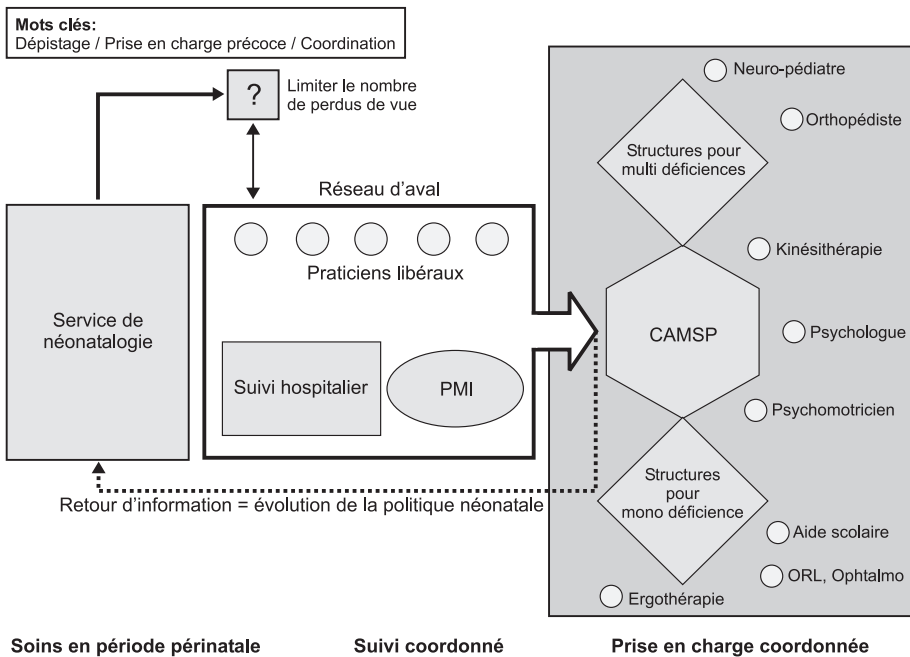 Mots clés:
Dépistage / Prise en charge précoce / Coordination
?
Limiter le nombre
de perdus de vue
Réseau d'aval
Praticiens libéraux
Service de
néonatalogie
Suivi hospitalier
PMI
Retour d'information = évolution de la politique néonatale
Neuro-pédiatre
Orthopédiste
Structures pour
multi déficiences
Kinésithérapie
CAMSP
Psychologue
Psychomotricien
Structures
pour
mono déficience
Aide scolaire
ORL, Ophtalmo
Ergothérapie
Soins en période périnatale
Suivi coordonné
Prise en charge coordonnée